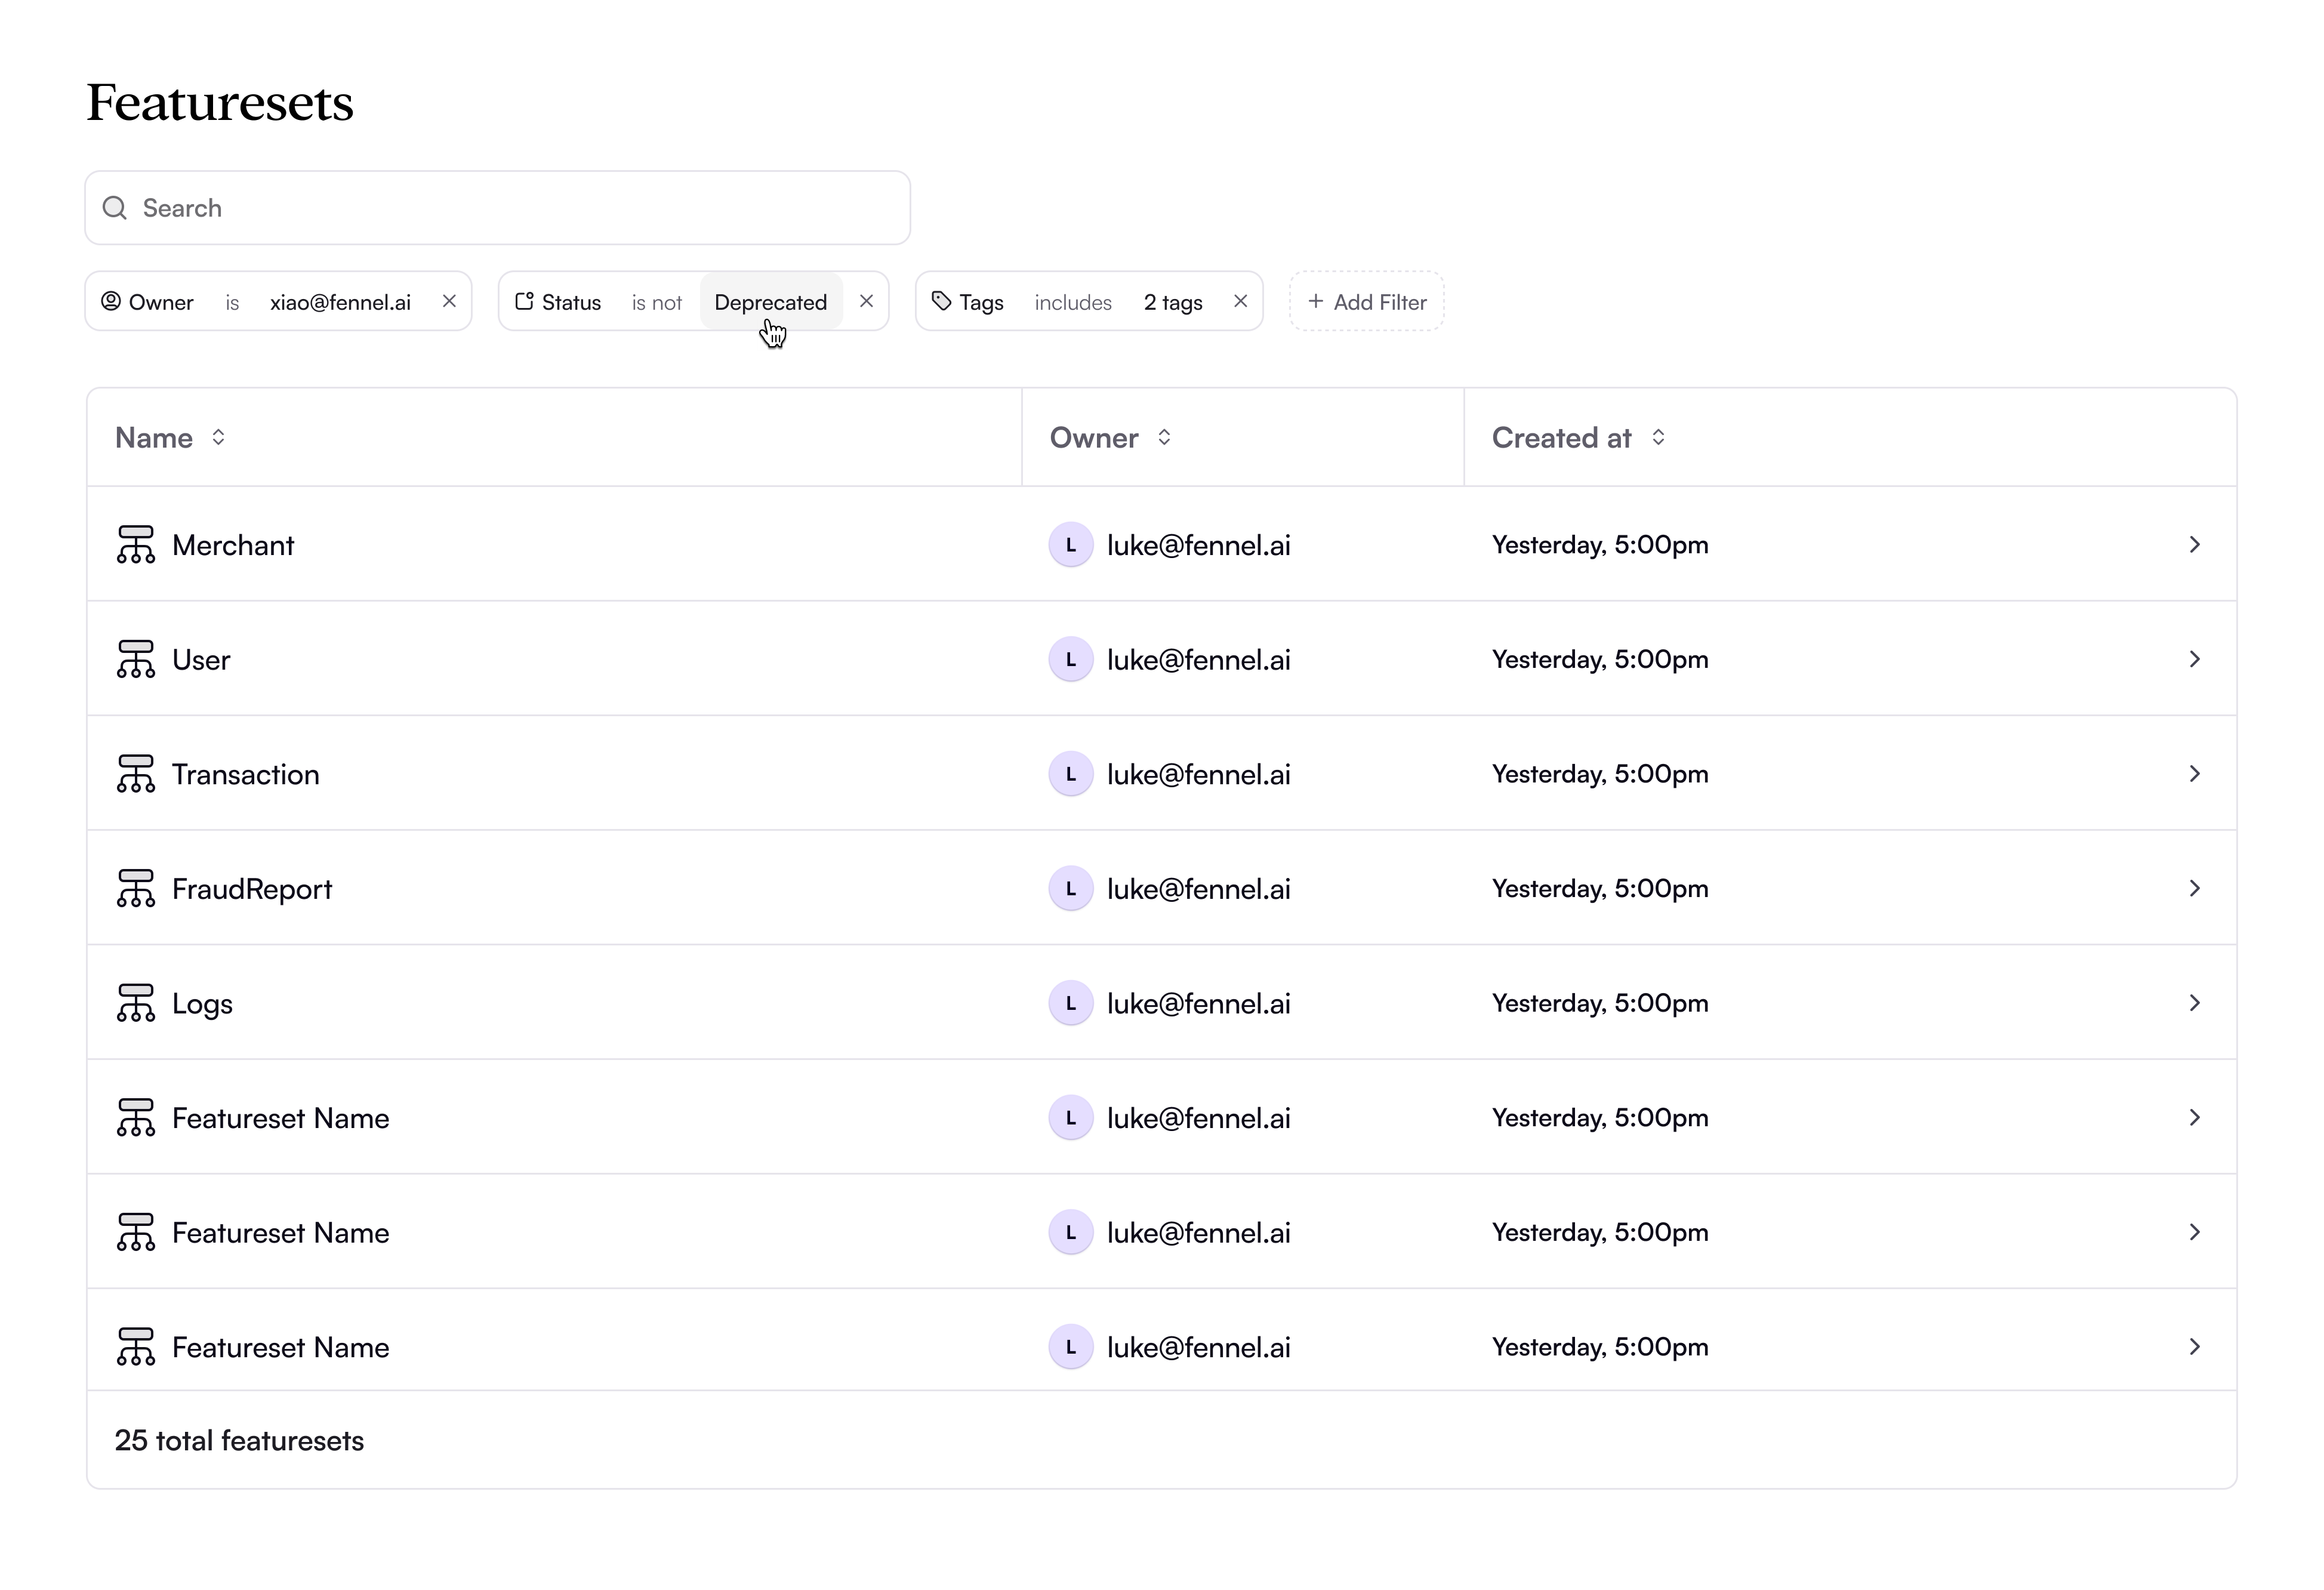 Featuresets
Search
Owner is xiao@fennel.ai Status is not Deprecated Tags includes 2 tags Add Filter
Name Owner Created at
Merchant L luke@fennel.ai Yesterday, 5:00pm
User L luke@fennel.ai Yesterday, 5:00pm
Transaction L luke@fennel.ai Yesterday, 5:00pm
FraudReport L luke@fennel.ai Yesterday, 5:00pm
Logs L luke@fennel.ai Yesterday, 5:00pm
Featureset Name L luke@fennel.ai Yesterday, 5:00pm
Featureset Name L luke@fennel.ai Yesterday, 5:00pm
Featureset Name L luke@fennel.ai Yesterday, 5:00pm
25 total featuresets